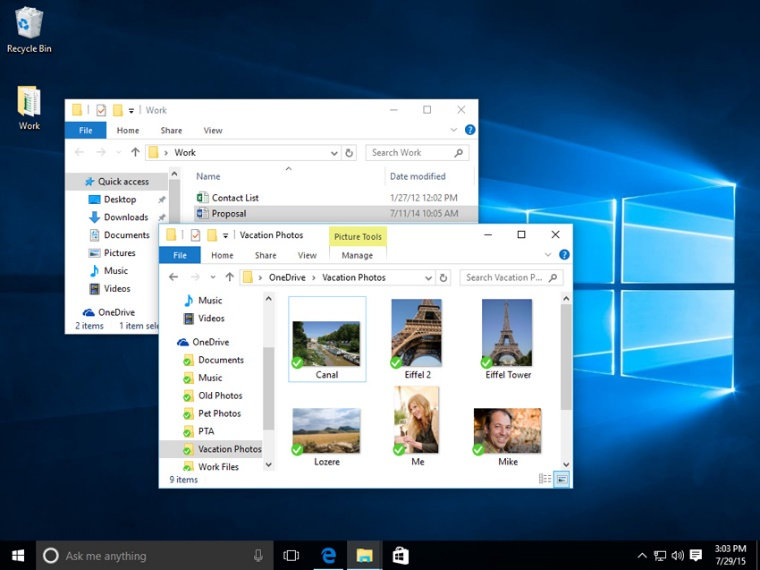 Recycle Bin
Work
Work
File Home Share View
Work
Search Work
Name Date modified
Quick access
Desktop
Downloads
Documents
Pictures
Music
Videos
OneDrive
Contact List 1/27/12 12:02 PM
Proposal 7/11/14 10:05 AM
2 items 1 item sele
Vacation Photos
Picture Tools
File Home Share View Manage
OneDrive Vacation Photos
Search Vacation P...
Music
Videos
OneDrive
Documents
Music
Old Photos
Pet Photos
PTA
Vacation Photos
Work Files
Canal Eiffel 2 Eiffel Tower
Lozere Me Mike
9 items
Ask me anything
3:03 PM
7/29/15